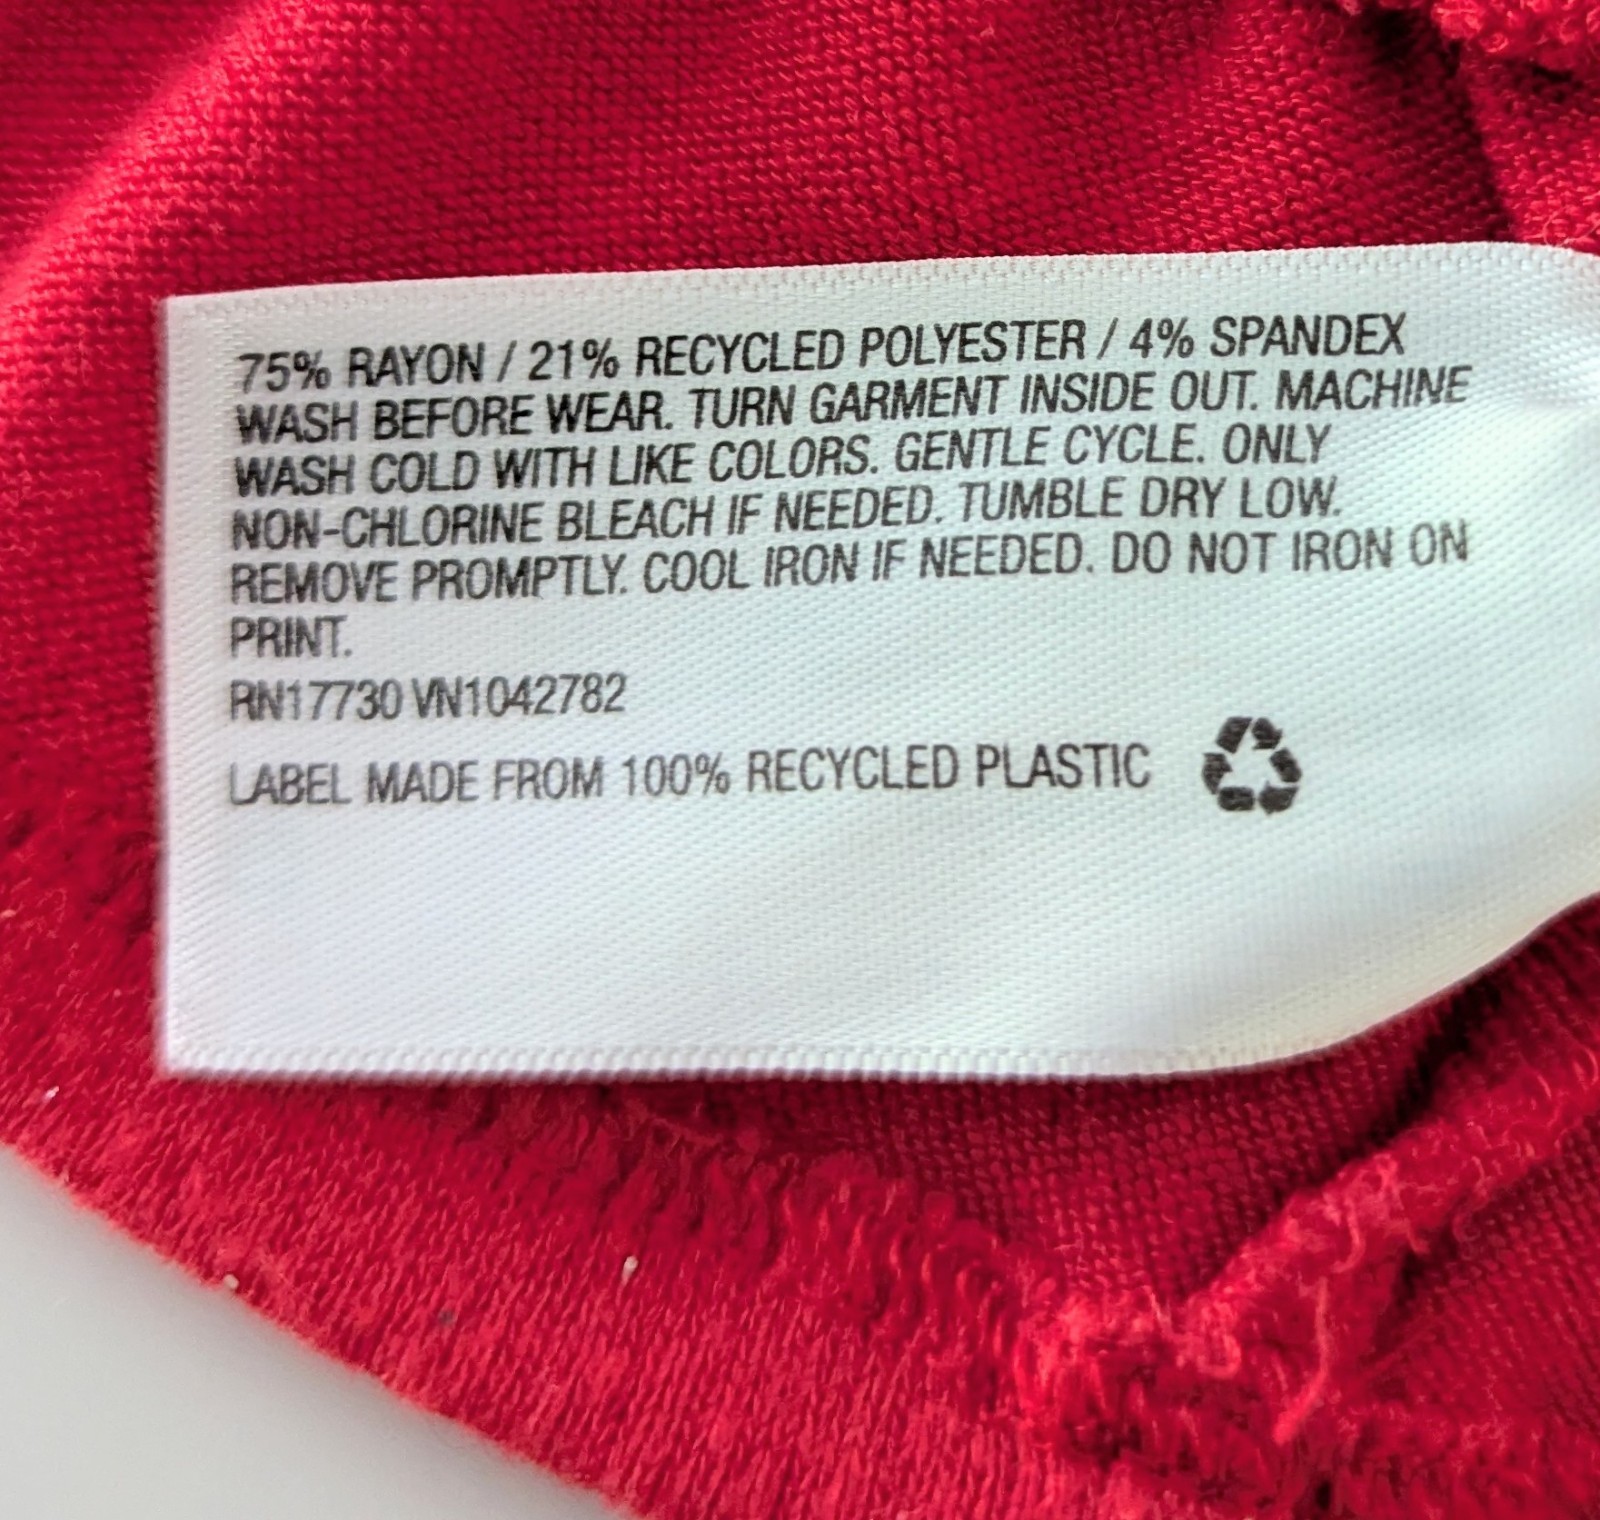 75% RAYON / 21% RECYCLED POLYESTER / 4% SPANDEX
WASH BEFORE WEAR. TURN GARMENT INSIDE OUT. MACHINE
WASH COLD WITH LIKE COLORS. GENTLE CYCLE. ONLY
NON-CHLORINE BLEACH IF NEEDED. TUMBLE DRY LOW.
REMOVE PROMPTLY. COOL IRON IF NEEDED. DO NOT IRON ON
PRINT.
RN17730 VN1042782
LABEL MADE FROM 100% RECYCLED PLASTIC